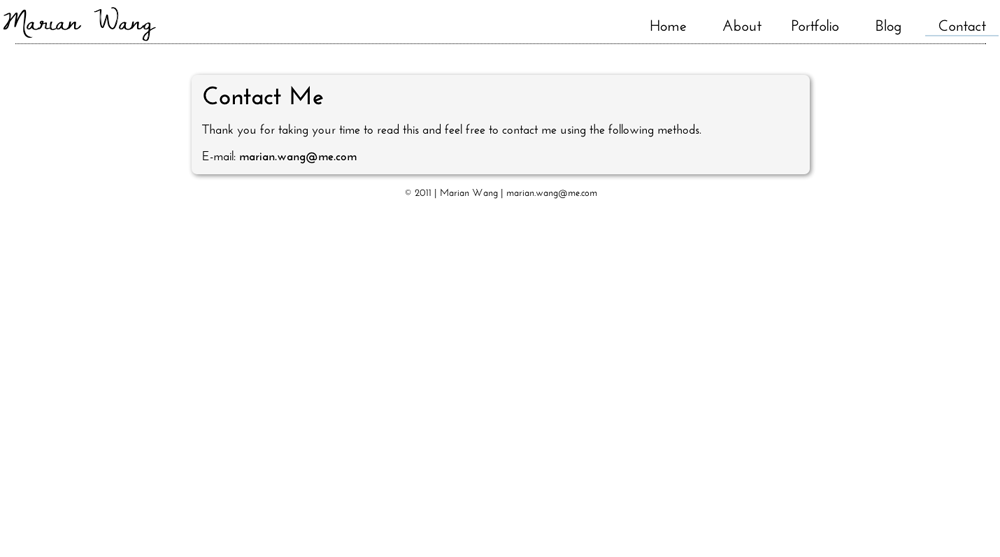 Marian Wang
Home About Portfolio Blog Contact
Contact Me
Thank you for taking your time to read this and feel free to contact me using the following methods.
E-mail: marian.wang@me.com
© 2011 | Marian Wang | marian.wang@me.com